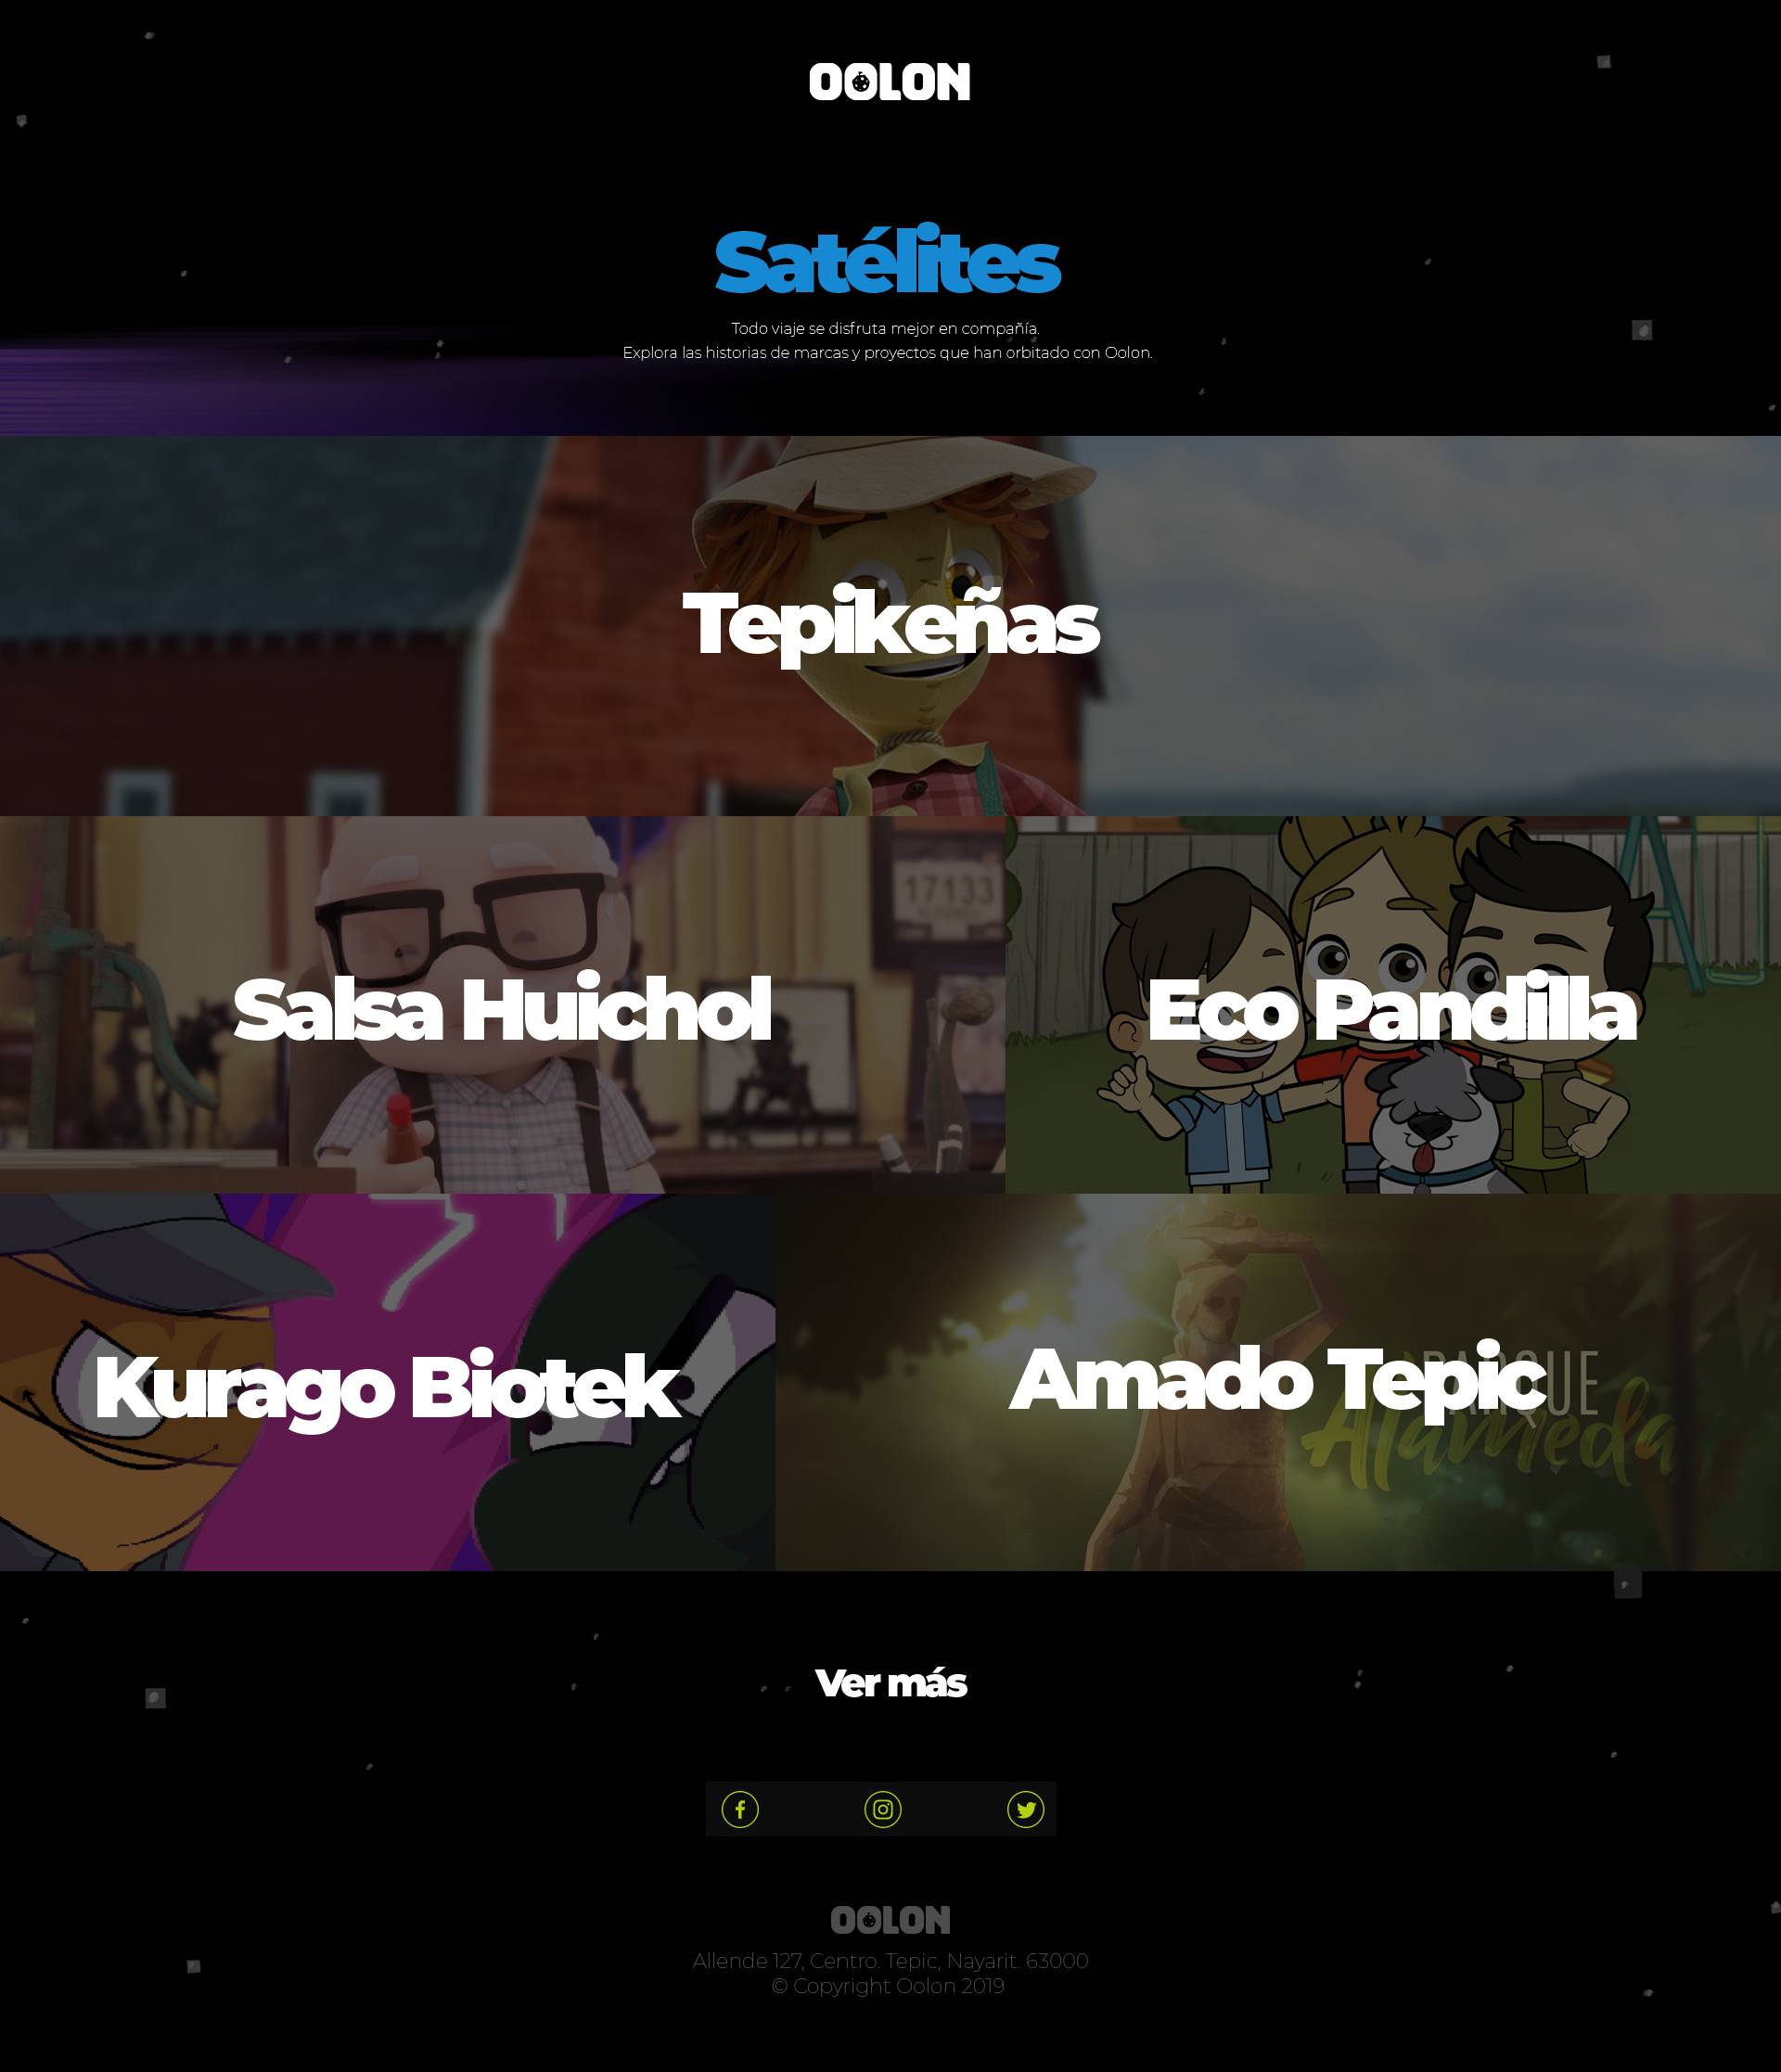 OOLON
Satélites
Todo viaje se disfruta mejor en compañía.
Explora las historias de marcas y proyectos que han orbitado con Oolon.
Tepikeñas
17133
Salsa Huichol
Eco Pandilla
Kurago Biotek
Amado Tepic
PARQUE
Alameda
Ver más
OOLON
Allende 127, Centro. Tepic, Nayarit. 63000
© Copyright Oolon 2019